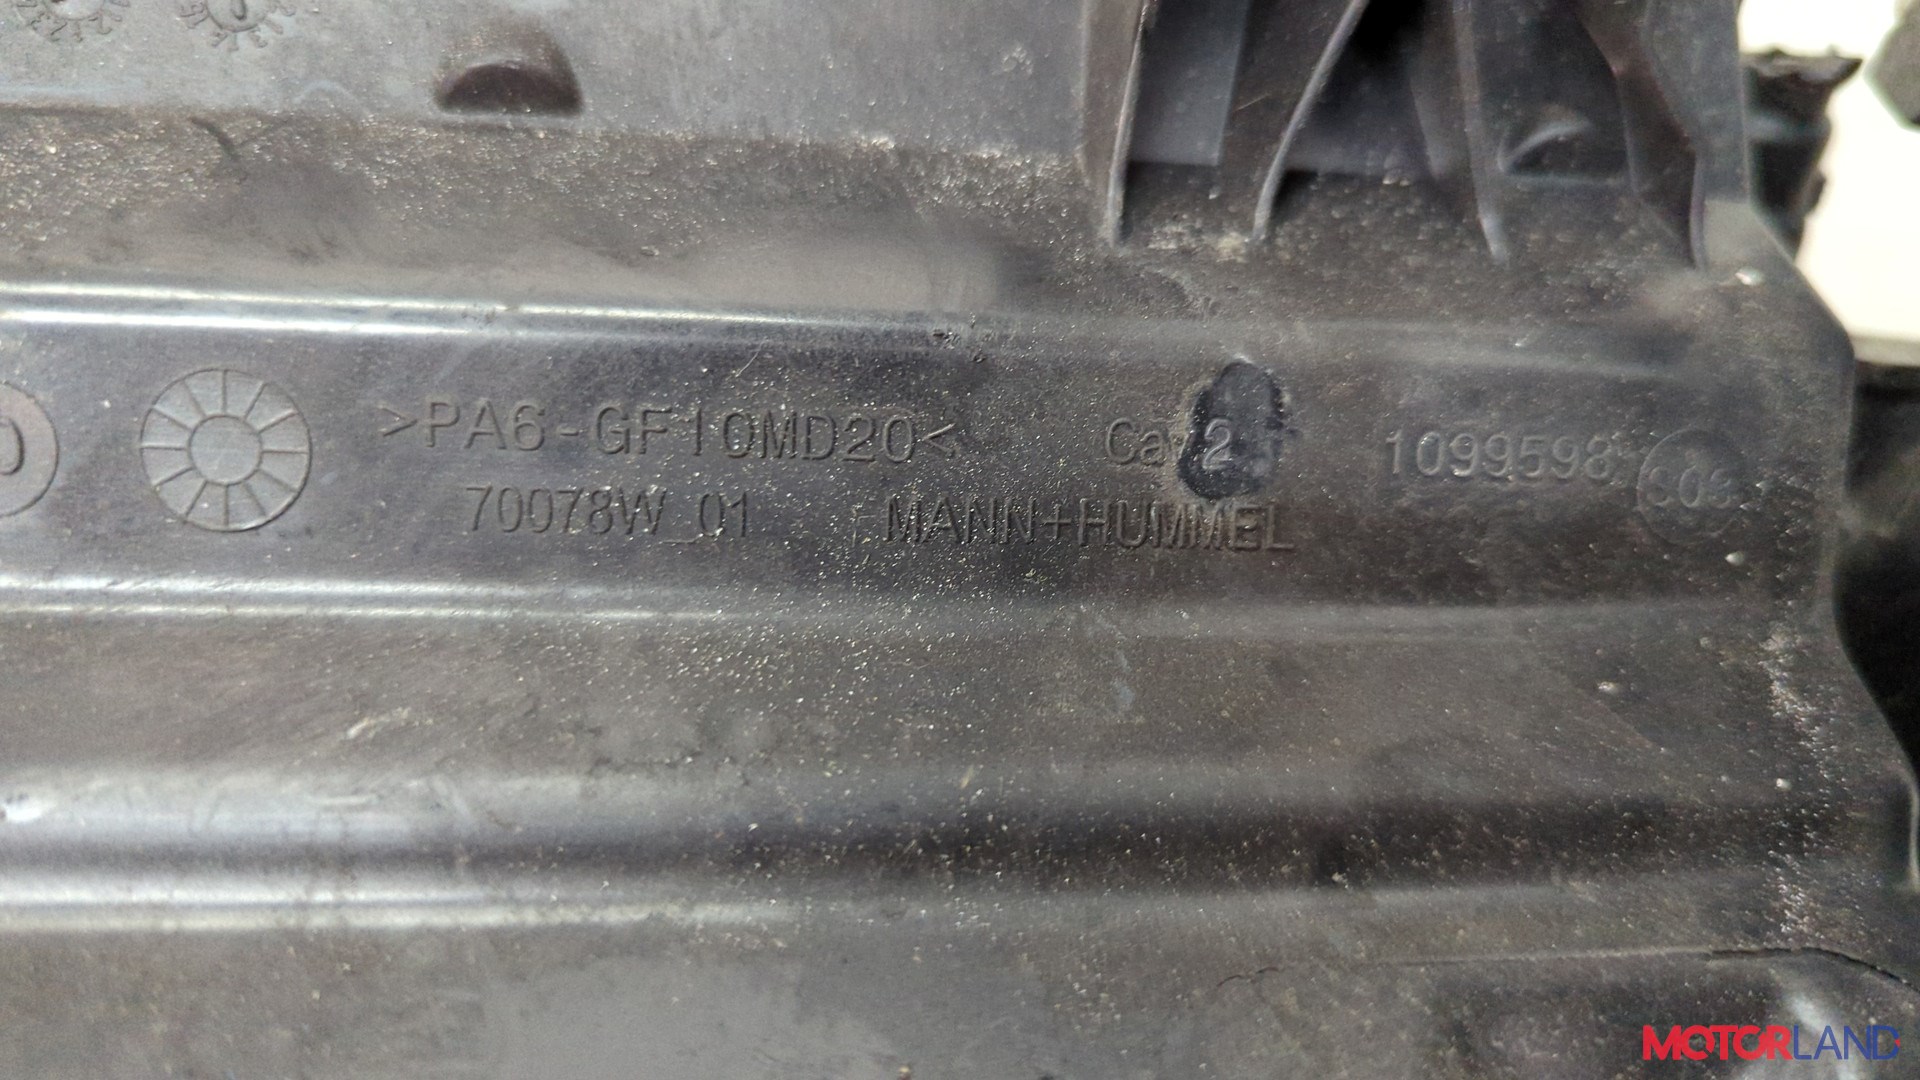 >PA6-GF10MD20< Cav 2 1099598
70078W_01 MANN+HUMMEL
MOTORLAND